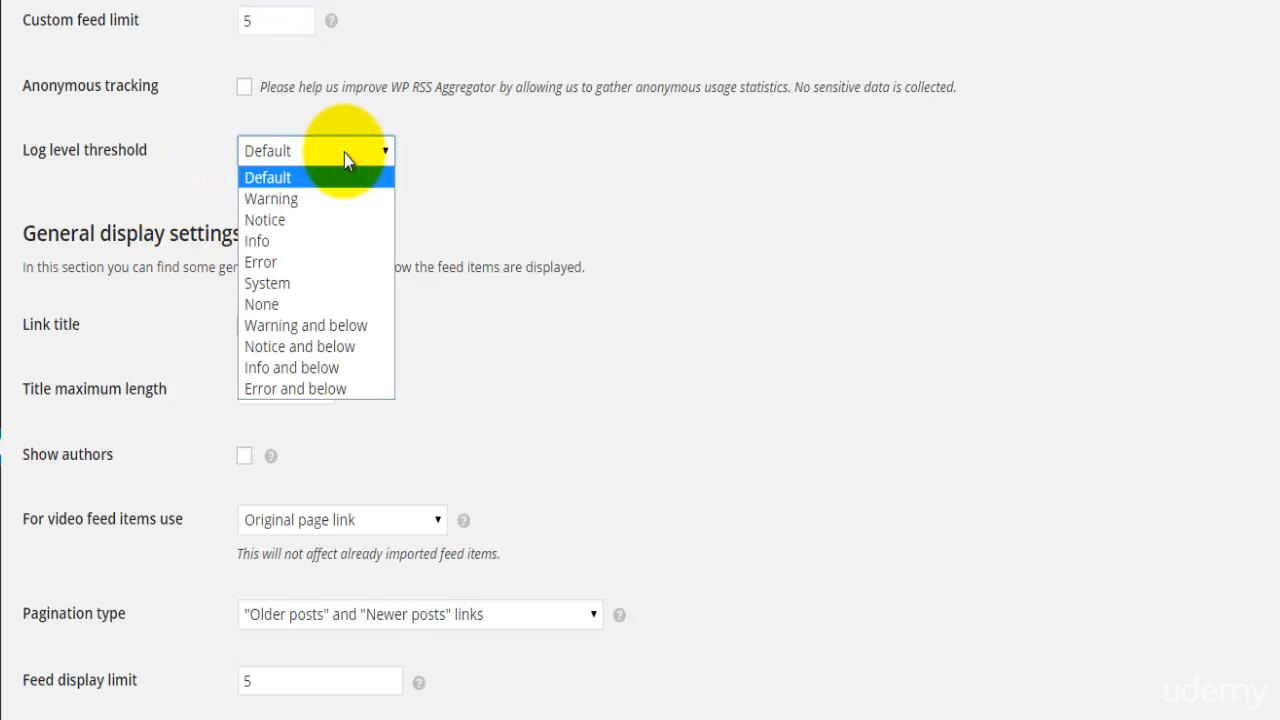 Custom feed limit 5 ?
Anonymous tracking Please help us improve WP RSS Aggregator by allowing us to gather anonymous usage statistics. No sensitive data is collected.
Log level threshold Default
Default
Warning
Notice
General display settings
Info
Error
In this section you can find some ger ow the feed items are displayed.
System
None
Link title
Warning and below
Notice and below
Info and below
Title maximum length
Error and below
Show authors ?
For video feed items use Original page link ?
This will not affect already imported feed items.
Pagination type "Older posts" and "Newer posts" links ?
Feed display limit 5 ?
udemy